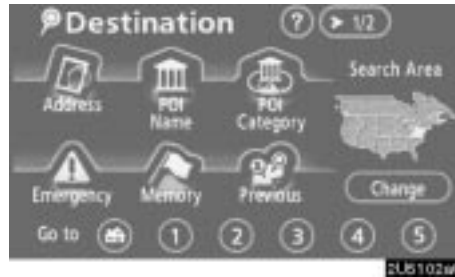 Destination ? 1/2
Search Area
Address POI Name POI Category
Emergency Memory Previous Change
Go to 1 2 3 4 5
2U5102a